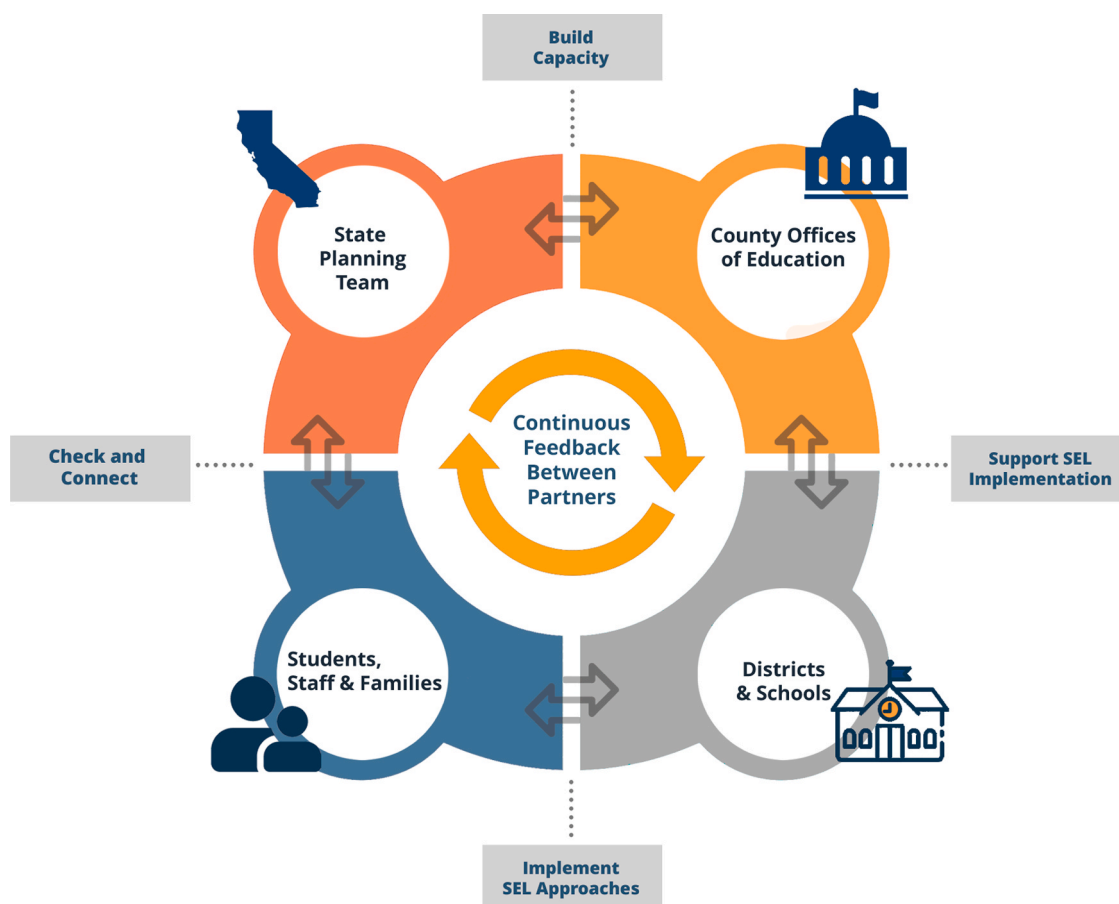 Build
Capacity
State
Planning
Team
County Offices
of Education
Continuous
Feedback
Between
Partners
Check and
Connect
Support SEL
Implementation
Students,
Staff & Families
Districts
& Schools
Implement
SEL Approaches